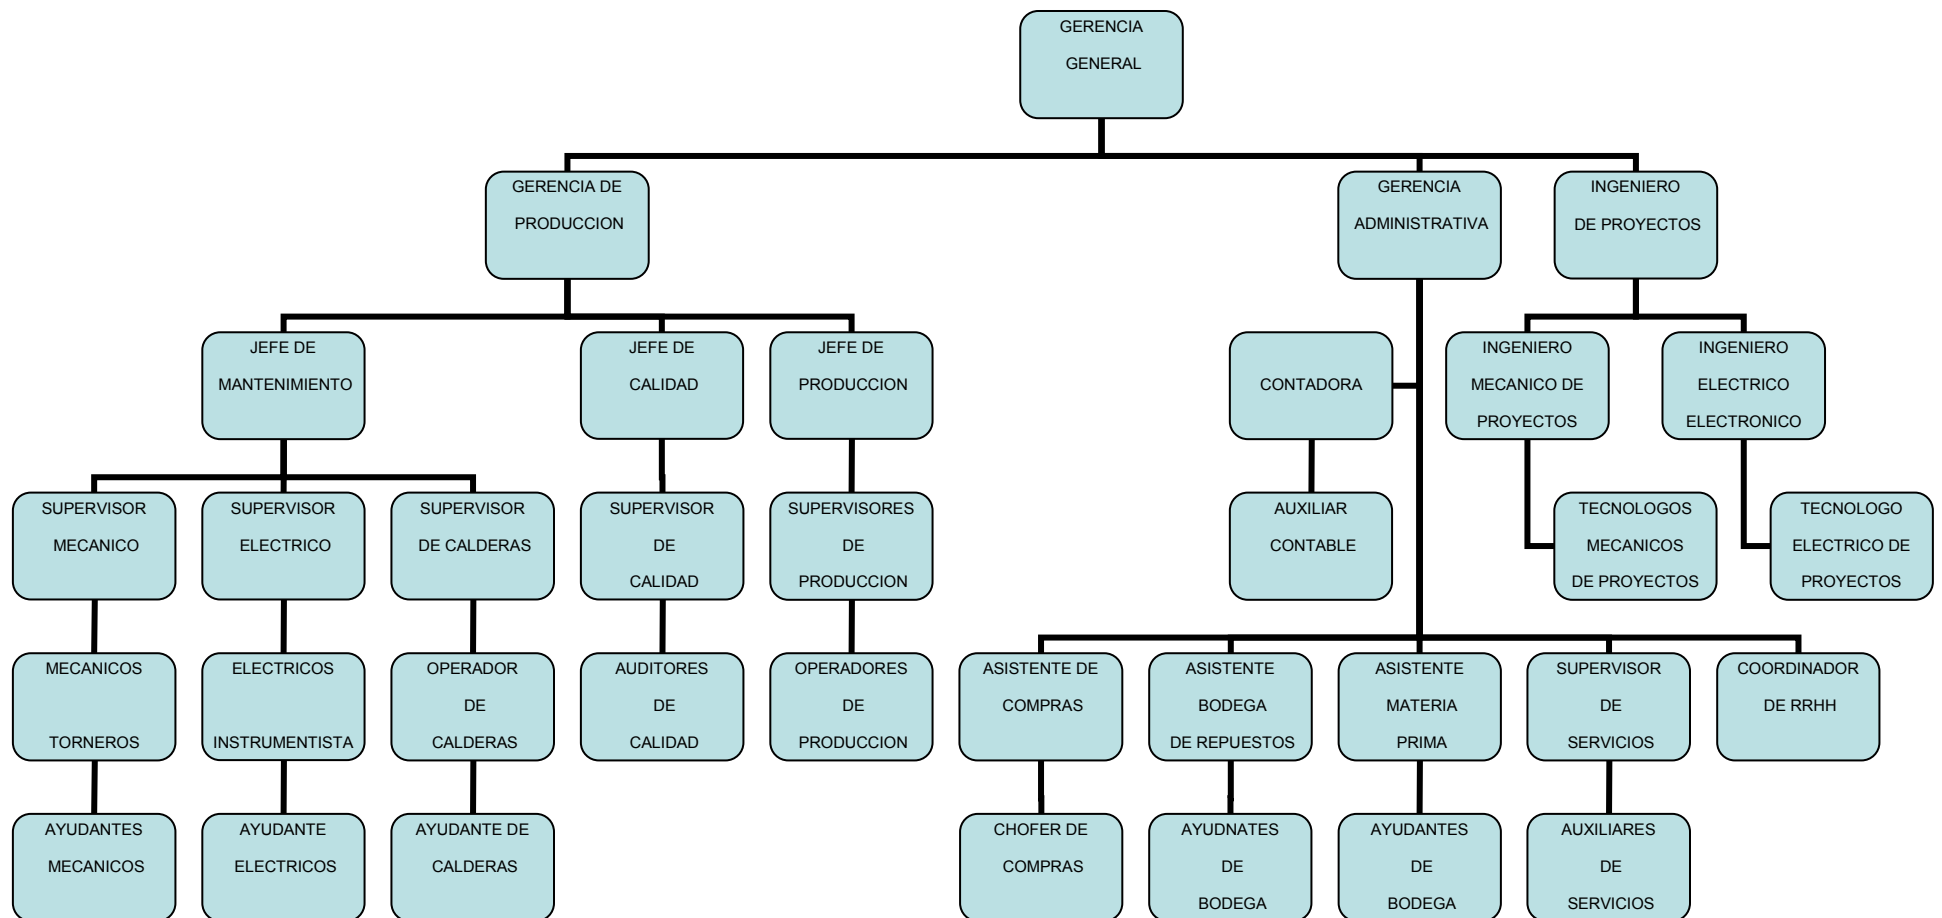 GERENCIA
GENERAL
GERENCIA DE
PRODUCCION
GERENCIA
ADMINISTRATIVA
INGENIERO
DE PROYECTOS
JEFE DE
MANTENIMIENTO
JEFE DE
CALIDAD
JEFE DE
PRODUCCION
CONTADORA
INGENIERO
MECANICO DE
PROYECTOS
INGENIERO
ELECTRICO
ELECTRONICO
SUPERVISOR
MECANICO
SUPERVISOR
ELECTRICO
SUPERVISOR
DE CALDERAS
SUPERVISOR
DE
CALIDAD
SUPERVISORES
DE
PRODUCCION
AUXILIAR
CONTABLE
TECNOLOGOS
MECANICOS
DE PROYECTOS
TECNOLOGO
ELECTRICO DE
PROYECTOS
MECANICOS
TORNEROS
ELECTRICOS
INSTRUMENTISTA
OPERADOR
DE
CALDERAS
AUDITORES
DE
CALIDAD
OPERADORES
DE
PRODUCCION
ASISTENTE DE
COMPRAS
ASISTENTE
BODEGA
DE REPUESTOS
ASISTENTE
MATERIA
PRIMA
SUPERVISOR
DE
SERVICIOS
COORDINADOR
DE RRHH
AYUDANTES
MECANICOS
AYUDANTE
ELECTRICOS
AYUDANTE DE
CALDERAS
CHOFER DE
COMPRAS
AYUDNATES
DE
BODEGA
AYUDANTES
DE
BODEGA
AUXILIARES
DE
SERVICIOS